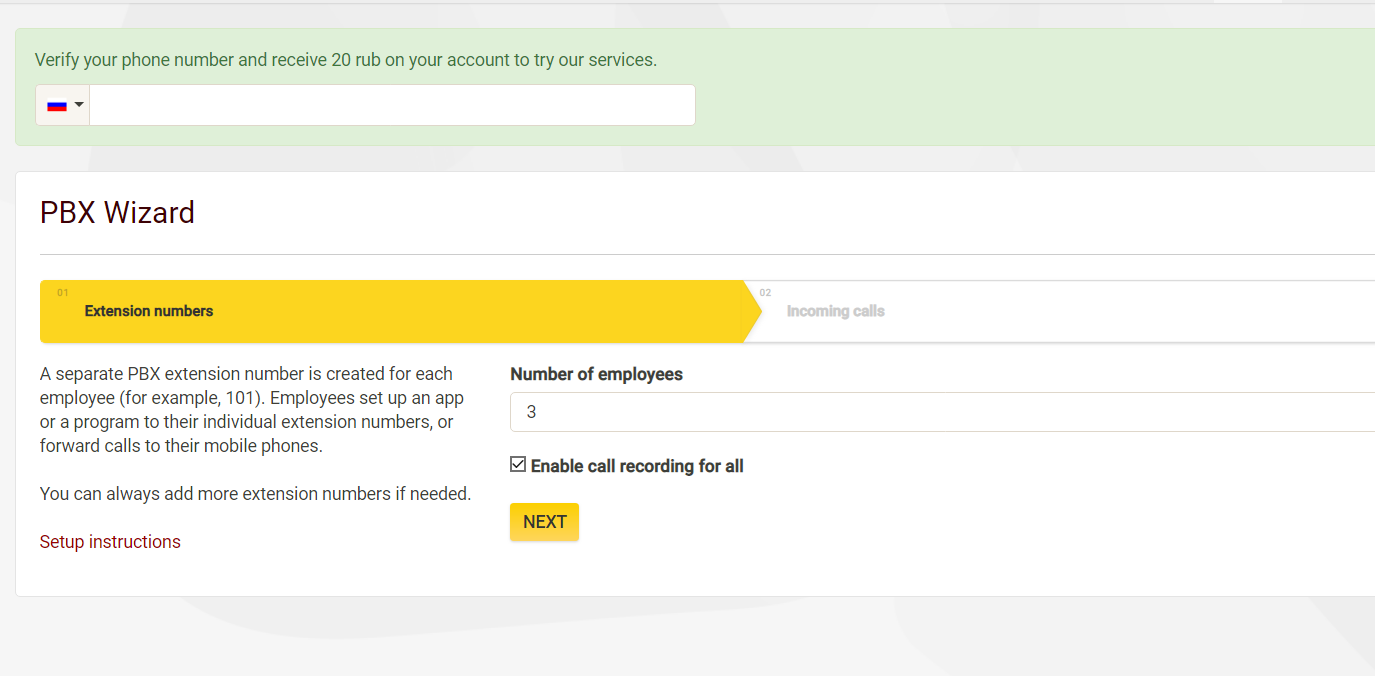 Verify your phone number and receive 20 rub on your account to try our services.
PBX Wizard
01
Extension numbers
02
Incoming calls
A separate PBX extension number is created for each
employee (for example, 101). Employees set up an app
or a program to their individual extension numbers, or
forward calls to their mobile phones.
You can always add more extension numbers if needed.
Setup instructions
Number of employees
3
Enable call recording for all
NEXT